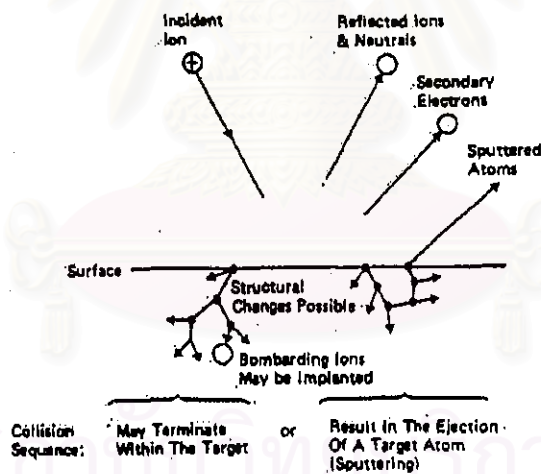 Incident
Ion
Reflected Ions
& Neutrals
Secondary
Electrons
Sputtered
Atoms
Surface
Structural
Changes Possible
Bombarding Ions
May be Implanted
Collision
Sequence:
May Terminate
Within The Target
or
Result In The Ejection
Of A Target Atom
(Sputtering)